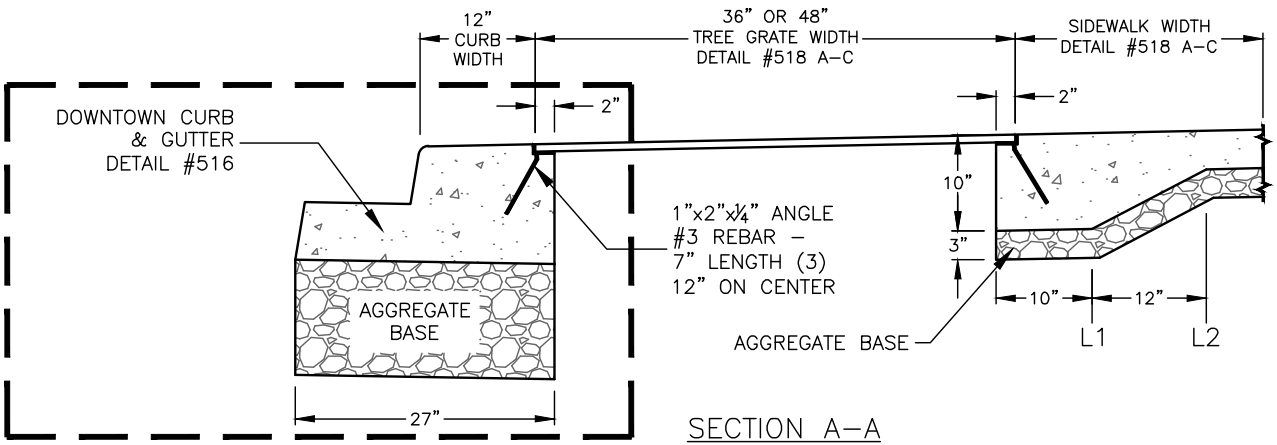 12"
CURB
WIDTH
36" OR 48"
TREE GRATE WIDTH
DETAIL #518 A-C
SIDEWALK WIDTH
DETAIL #518 A-C
2"
2"
DOWNTOWN CURB
& GUTTER
DETAIL #516
10"
3"
1"x2"x¼" ANGLE
#3 REBAR –
7" LENGTH (3)
12" ON CENTER
AGGREGATE
BASE
10"
12"
AGGREGATE BASE
L1
L2
27"
SECTION A-A